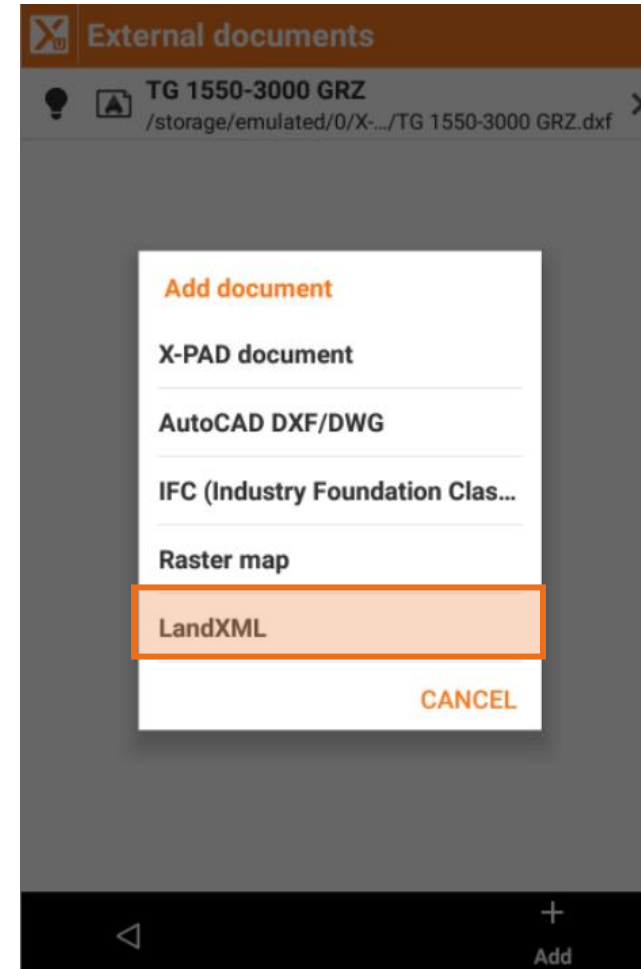 External documents
TG 1550-3000 GRZ
/storage/emulated/0/X-.../TG 1550-3000 GRZ.dxf
Add document
X-PAD document
AutoCAD DXF/DWG
IFC (Industry Foundation Clas...
Raster map
LandXML
CANCEL
Add